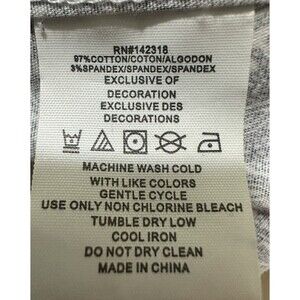 RN#142318
97%COTTON/COTON/ALGODON
3%SPANDEX/SPANDEX/SPANDEX
EXCLUSIVE OF
DECORATION
EXCLUSIVE DES
DECORATIONS
MACHINE WASH COLD
WITH LIKE COLORS
GENTLE CYCLE
USE ONLY NON CHLORINE BLEACH
TUMBLE DRY LOW
COOL IRON
DO NOT DRY CLEAN
MADE IN CHINA